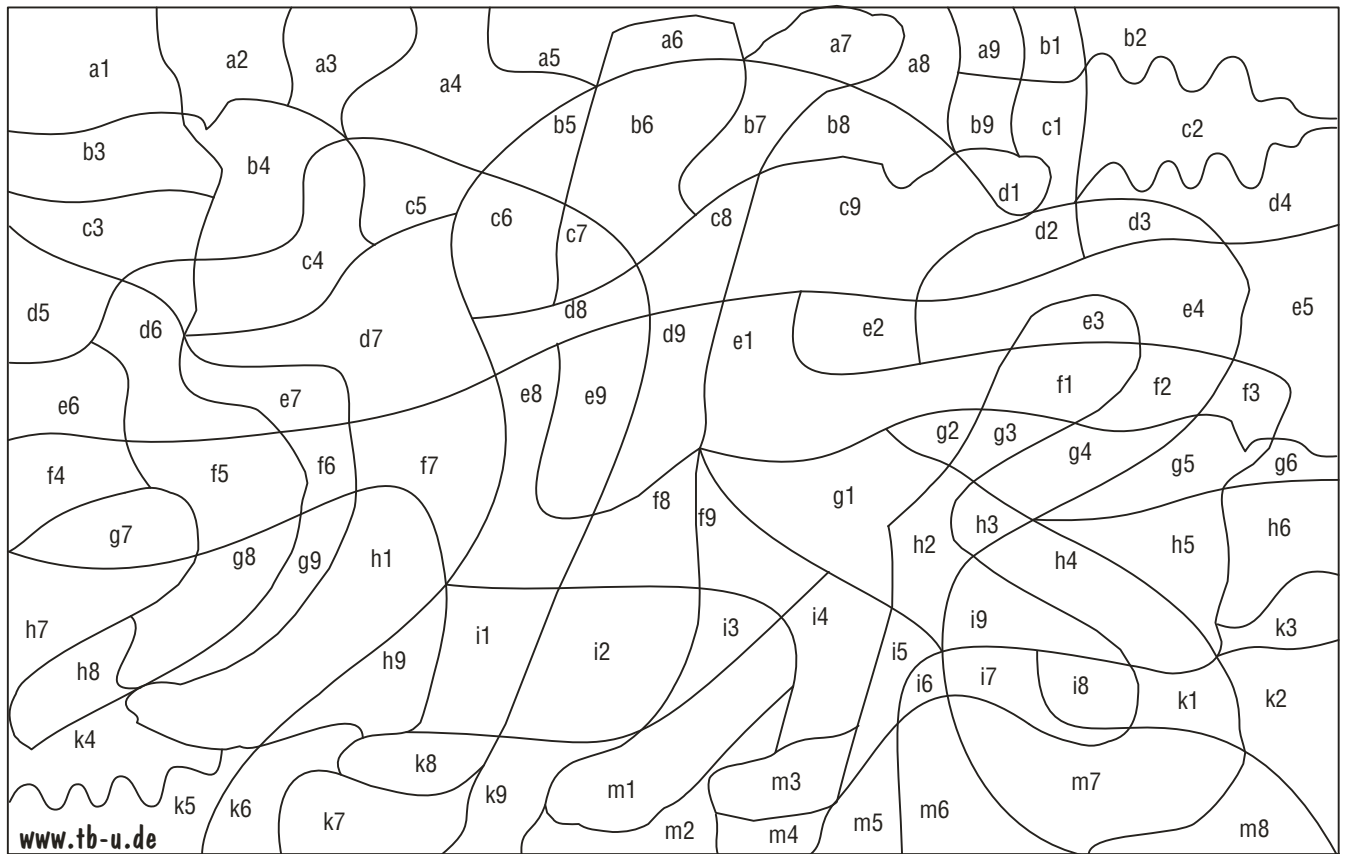 a1 a2 a3 a4 a5 a6 a7 a8 a9 b1 b2
b3 b4 b5 b6 b7 b8 b9 c1 c2
c3 c4 c5 c6 c7 c8 c9 d1 d2 d3 d4
d5 d6 d7 d8 d9 e1 e2 e3 e4 e5
e6 e7 e8 e9 f1 f2 f3
f4 f5 f6 f7 f8 f9 g1 g2 g3 g4 g5 g6
g7 g8 g9 h1 h2 h3 h4 h5 h6
h7 h8 h9 i1 i2 i3 i4 i5 i6 i7 i8 i9 k1 k2 k3
k4 k5 k6 k7 k8 k9 m1 m2 m3 m4 m5 m6 m7 m8
www.tb-u.de